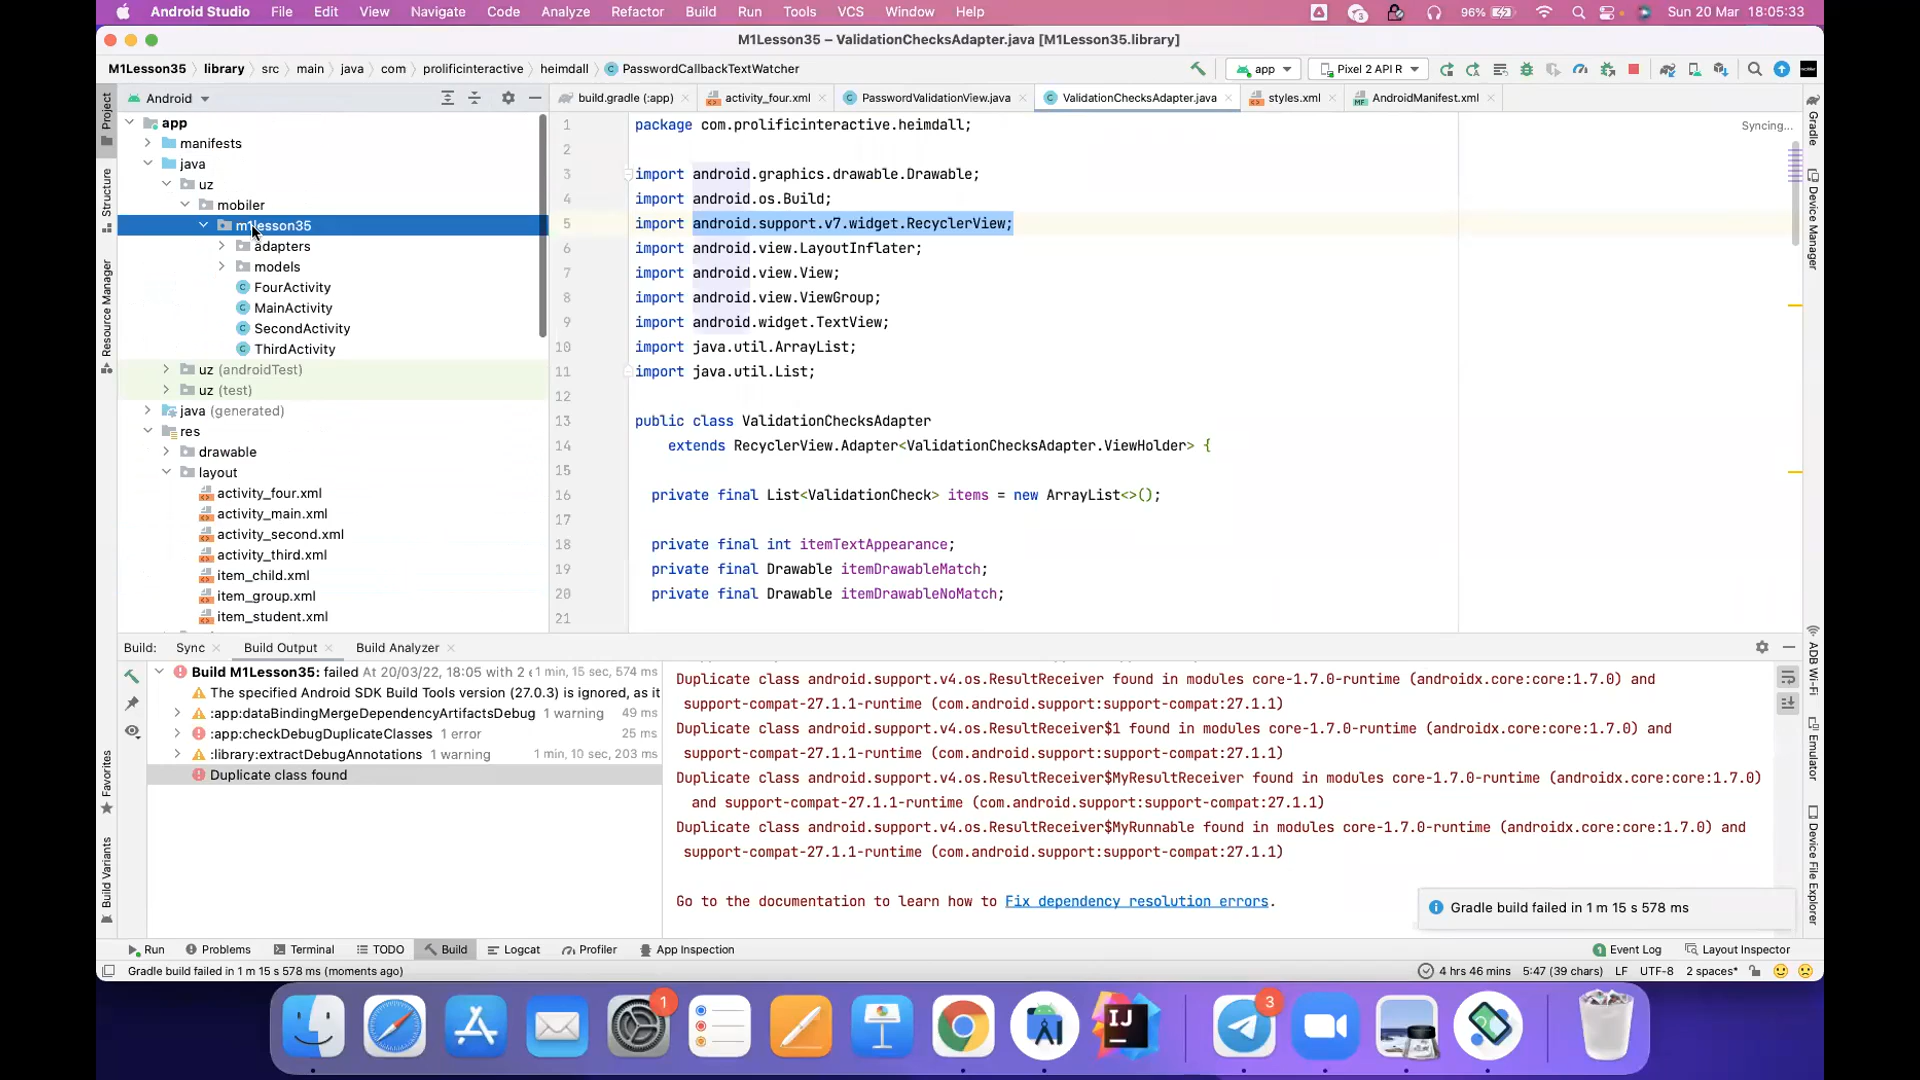 Android Studio File Edit View Navigate Code Analyze Refactor Build Run Tools VCS Window Help 96% Sun 20 Mar 18:05:33
M1Lesson35 – ValidationChecksAdapter.java [M1Lesson35.library]
M1Lesson35 library src main java com prolificinteractive heimdall PasswordCallbackTextWatcher app Pixel 2 API R
Android build.gradle (:app) activity_four.xml PasswordValidationView.java ValidationChecksAdapter.java styles.xml AndroidManifest.xml
Project
Structure
Resource Manager
Favorites
Build Variants
app
manifests
java
uz
mobiler
m1lesson35
adapters
models
FourActivity
MainActivity
SecondActivity
ThirdActivity
uz (androidTest)
uz (test)
java (generated)
res
drawable
layout
activity_four.xml
activity_main.xml
activity_second.xml
activity_third.xml
item_child.xml
item_group.xml
item_student.xml
Syncing...
1 package com.prolificinteractive.heimdall;
2
3 import android.graphics.drawable.Drawable;
4 import android.os.Build;
5 import android.support.v7.widget.RecyclerView;
6 import android.view.LayoutInflater;
7 import android.view.View;
8 import android.view.ViewGroup;
9 import android.widget.TextView;
10 import java.util.ArrayList;
11 import java.util.List;
12
13 public class ValidationChecksAdapter
14 extends RecyclerView.Adapter<ValidationChecksAdapter.ViewHolder> {
15
16 private final List<ValidationCheck> items = new ArrayList<>();
17
18 private final int itemTextAppearance;
19 private final Drawable itemDrawableMatch;
20 private final Drawable itemDrawableNoMatch;
21
Gradle
Device Manager
ADB Wi-Fi
Emulator
Device File Explorer
Build: Sync Build Output Build Analyzer
Build M1Lesson35: failed At 20/03/22, 18:05 with 2 e 1 min, 15 sec, 574 ms
The specified Android SDK Build Tools version (27.0.3) is ignored, as it
:app:dataBindingMergeDependencyArtifactsDebug 1 warning 49 ms
:app:checkDebugDuplicateClasses 1 error 25 ms
:library:extractDebugAnnotations 1 warning 1 min, 10 sec, 203 ms
Duplicate class found
Duplicate class android.support.v4.os.ResultReceiver found in modules core-1.7.0-runtime (androidx.core:core:1.7.0) and
support-compat-27.1.1-runtime (com.android.support:support-compat:27.1.1)
Duplicate class android.support.v4.os.ResultReceiver$1 found in modules core-1.7.0-runtime (androidx.core:core:1.7.0) and
support-compat-27.1.1-runtime (com.android.support:support-compat:27.1.1)
Duplicate class android.support.v4.os.ResultReceiver$MyResultReceiver found in modules core-1.7.0-runtime (androidx.core:core:1.7.0)
and support-compat-27.1.1-runtime (com.android.support:support-compat:27.1.1)
Duplicate class android.support.v4.os.ResultReceiver$MyRunnable found in modules core-1.7.0-runtime (androidx.core:core:1.7.0) and
support-compat-27.1.1-runtime (com.android.support:support-compat:27.1.1)
Go to the documentation to learn how to Fix dependency resolution errors.
Gradle build failed in 1 m 15 s 578 ms
Run Problems Terminal TODO Build Logcat Profiler App Inspection 1 Event Log Layout Inspector
Gradle build failed in 1 m 15 s 578 ms (moments ago) 4 hrs 46 mins 5:47 (39 chars) LF UTF-8 2 spaces*
1
IJ
3